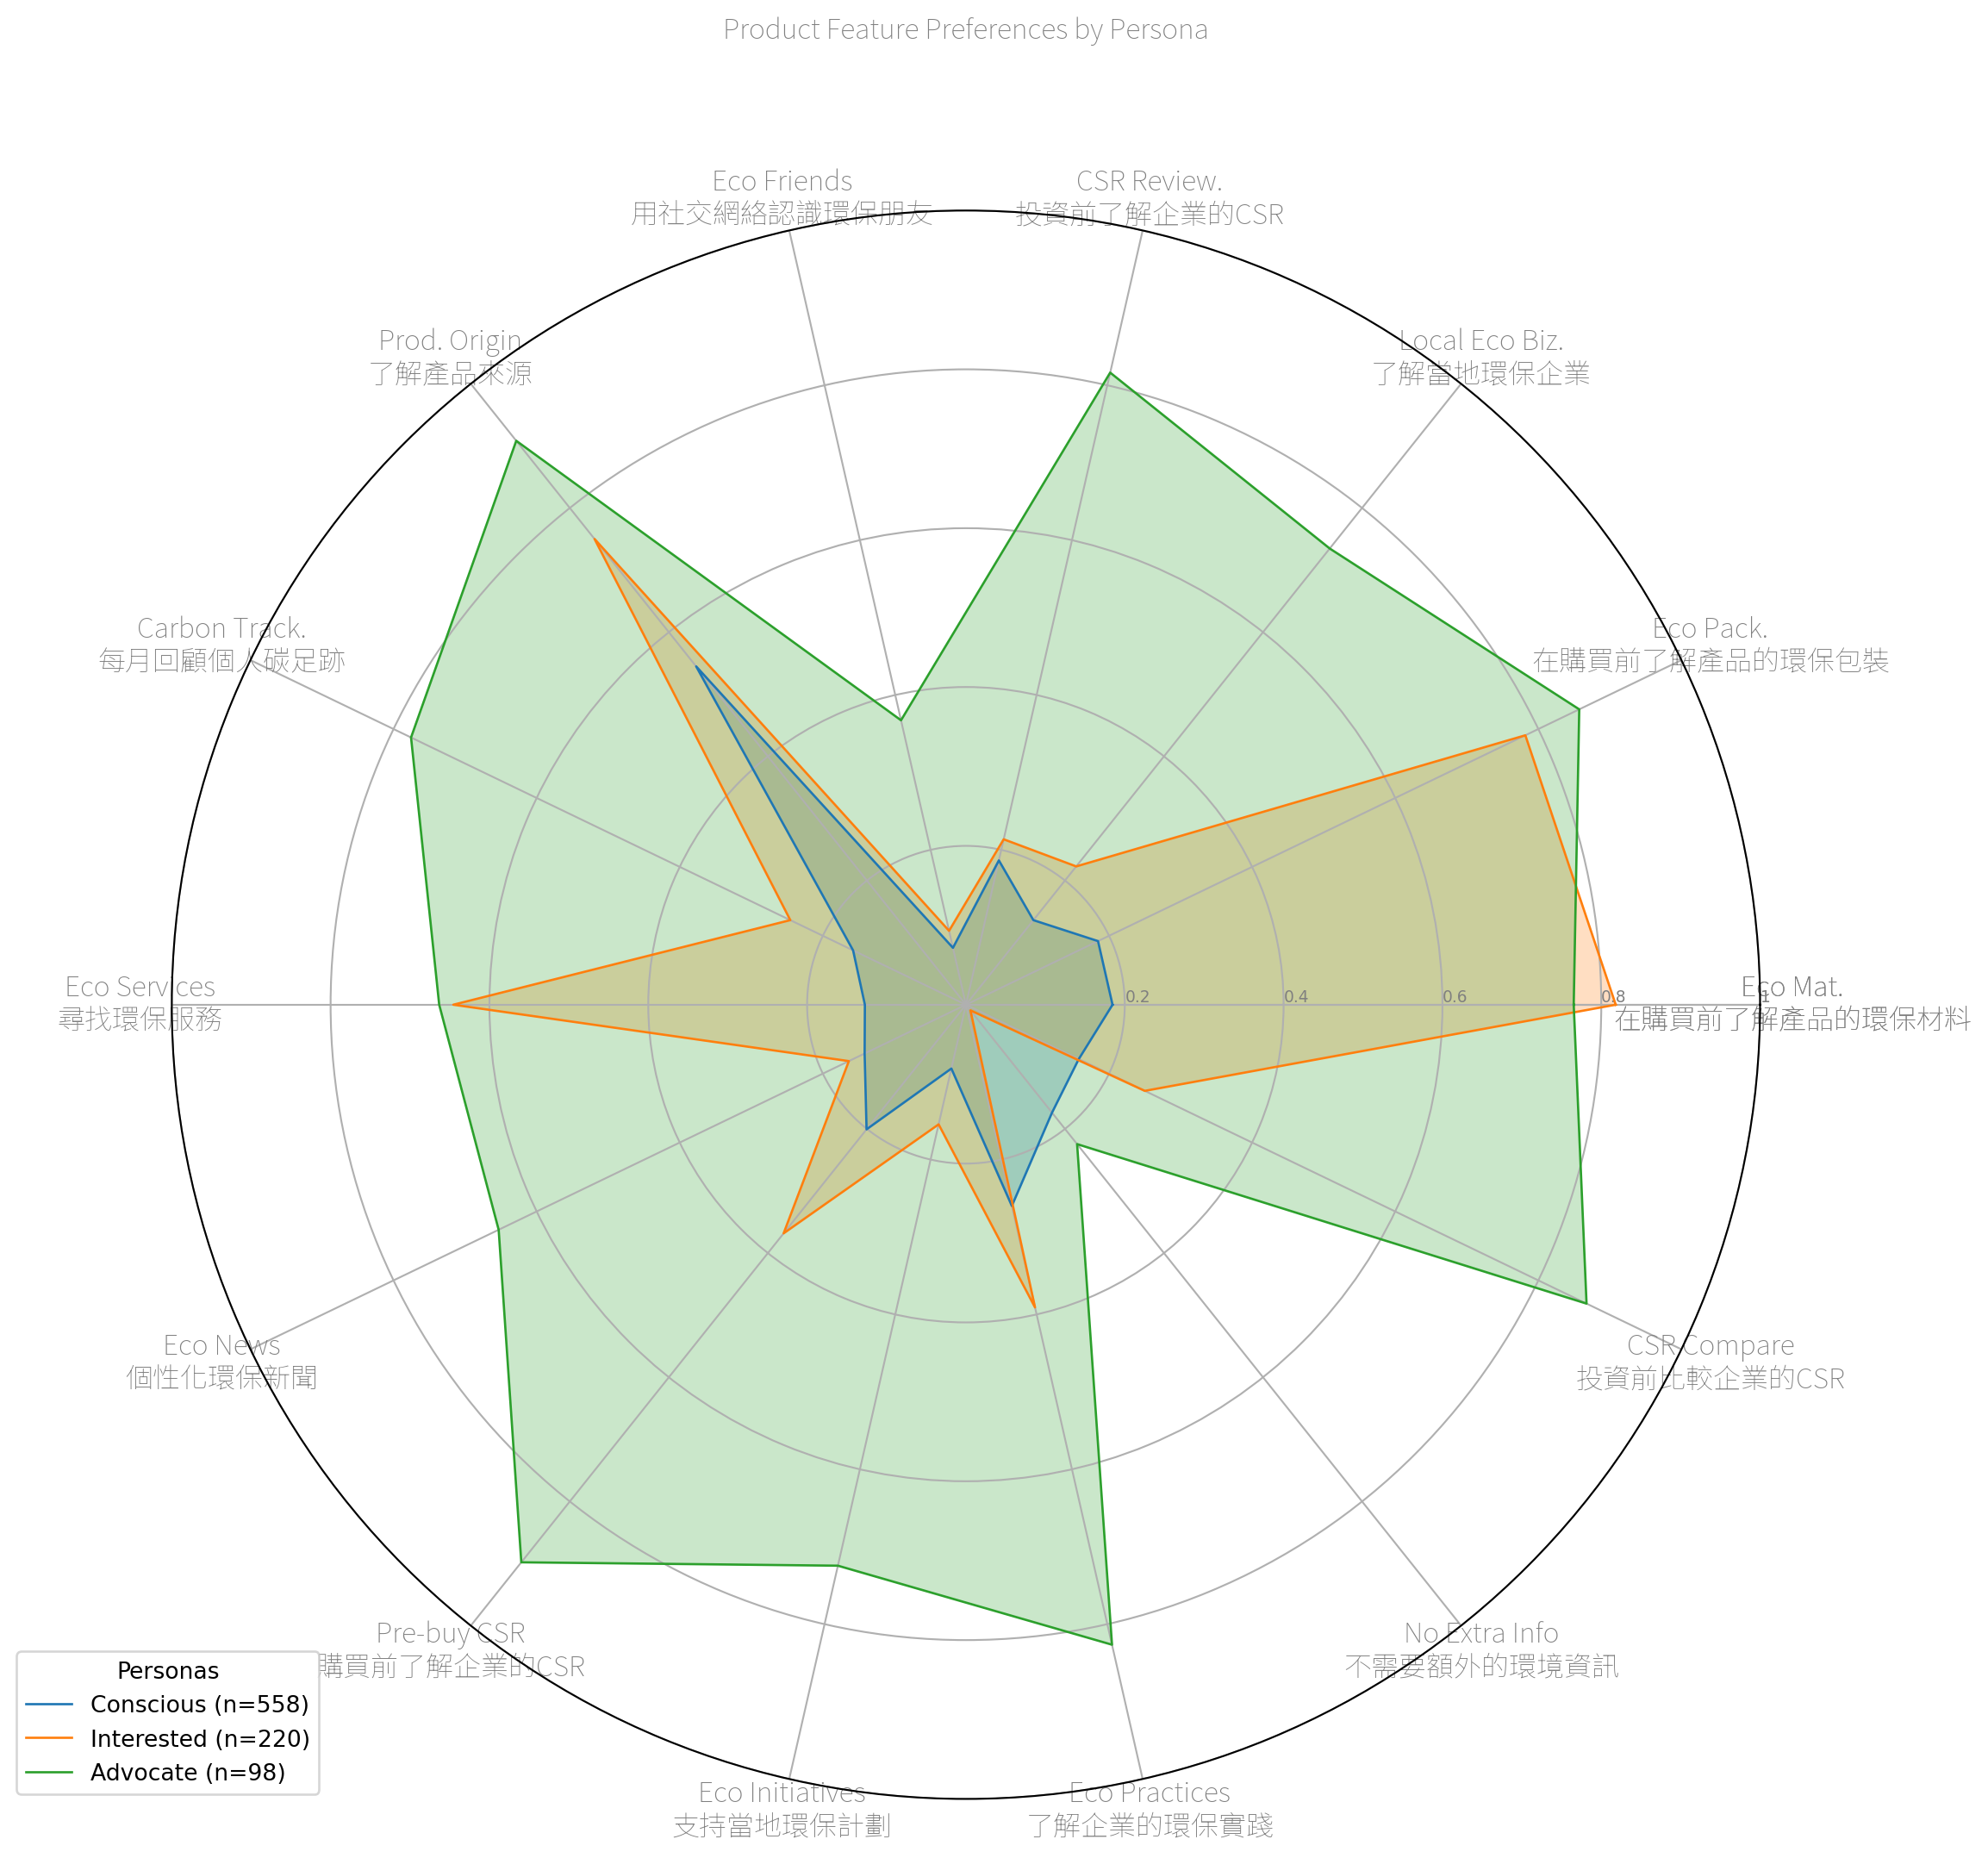 Product Feature Preferences by Persona
Eco Friends
用社交網絡認識環保朋友
CSR Review.
投資前了解企業的CSR
Prod. Origin
了解產品來源
Local Eco Biz.
了解當地環保企業
Carbon Track.
每月回顧個人碳足跡
Eco Pack.
在購買前了解產品的環保包裝
Eco Services
尋找環保服務
0.2
0.4
0.6
0.8
1
Eco Mat.
在購買前了解產品的環保材料
Eco News
個性化環保新聞
CSR Compare
投資前比較企業的CSR
Pre-buy CSR
購買前了解企業的CSR
No Extra Info
不需要額外的環境資訊
Eco Initiatives
支持當地環保計劃
Eco Practices
了解企業的環保實踐
Personas
Conscious (n=558)
Interested (n=220)
Advocate (n=98)